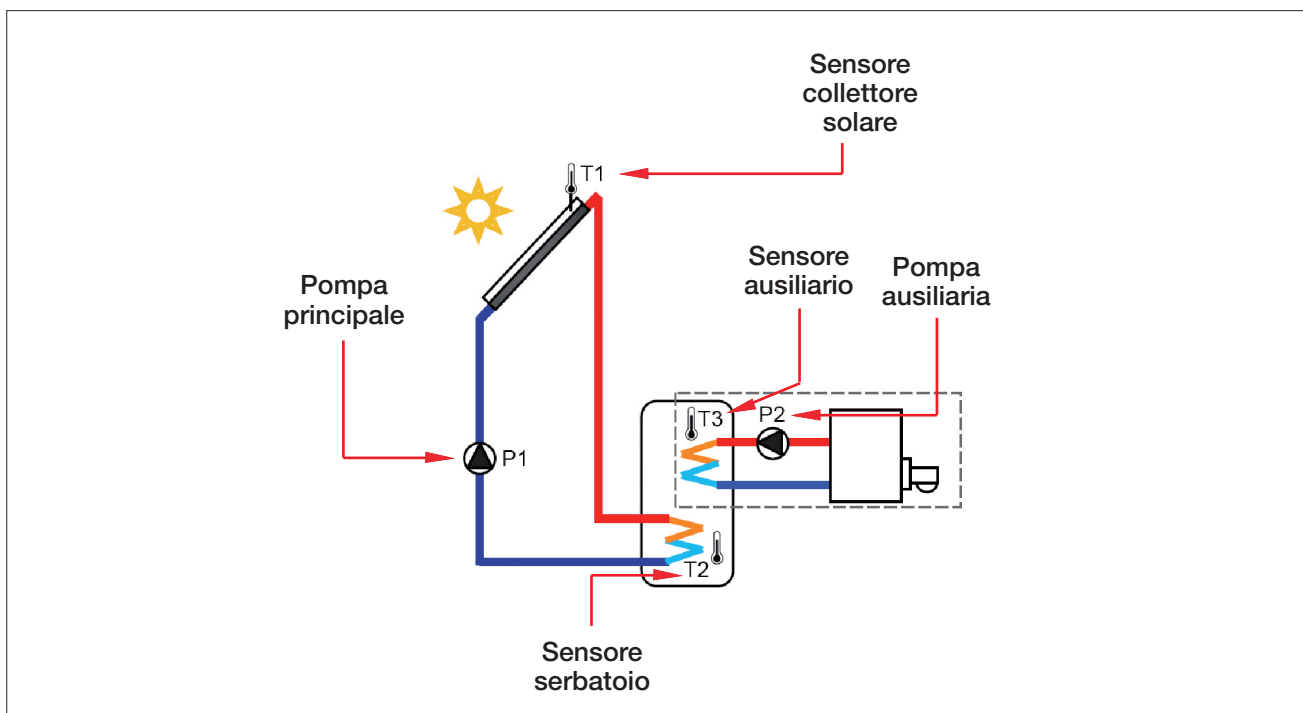 Sensore
collettore
solare
T1
Sensore
ausiliario
Pompa
ausiliaria
Pompa
principale
T3
P2
P1
T2
Sensore
serbatoio